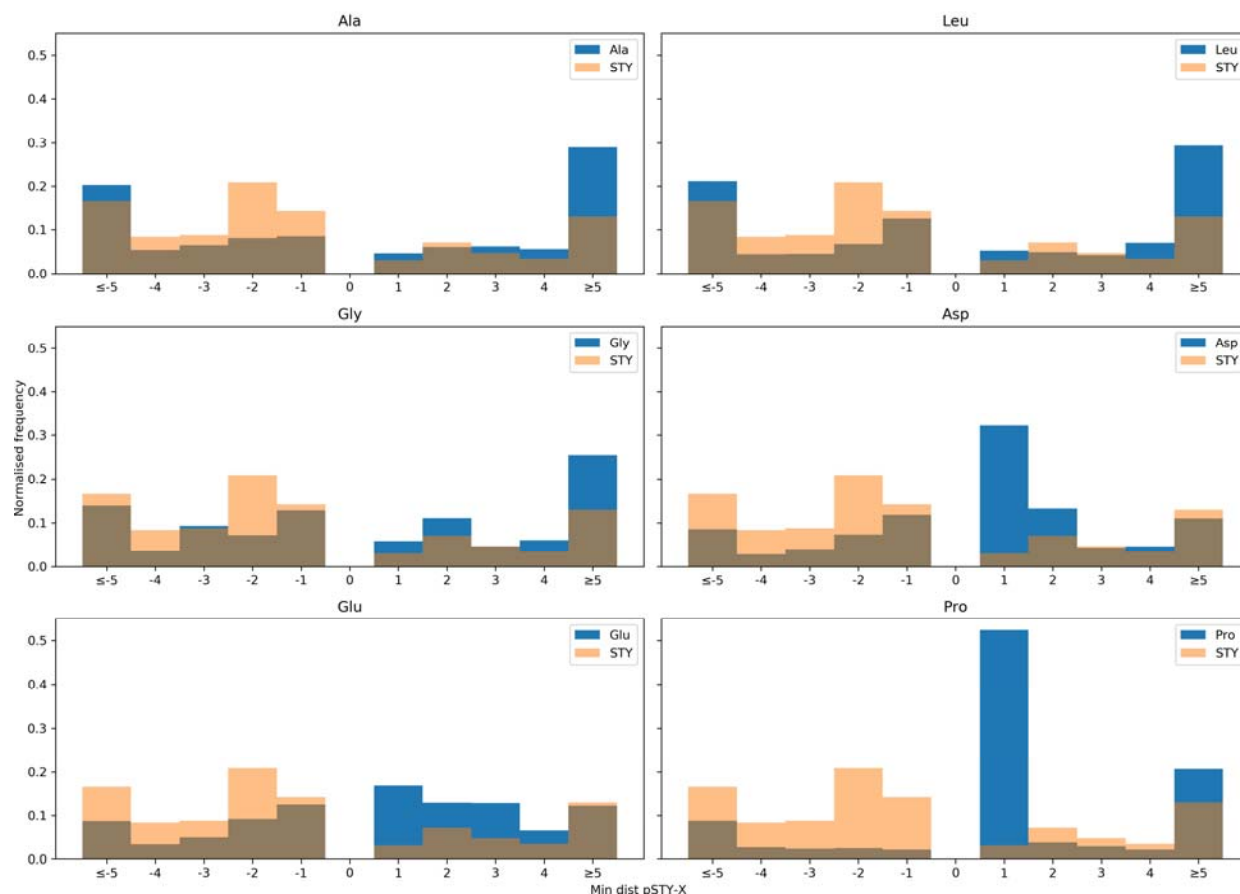 Ala
Leu
0.5
0.4
0.3
0.2
0.1
0.0
Ala
STY
Leu
STY
≤-5 -4 -3 -2 -1 0 1 2 3 4 ≥5
≤-5 -4 -3 -2 -1 0 1 2 3 4 ≥5
Gly
Asp
Normalised frequency
0.5
0.4
0.3
0.2
0.1
0.0
Gly
STY
Asp
STY
≤-5 -4 -3 -2 -1 0 1 2 3 4 ≥5
≤-5 -4 -3 -2 -1 0 1 2 3 4 ≥5
Glu
Pro
0.5
0.4
0.3
0.2
0.1
0.0
Glu
STY
Pro
STY
≤-5 -4 -3 -2 -1 0 1 2 3 4 ≥5
≤-5 -4 -3 -2 -1 0 1 2 3 4 ≥5
Min dist pSTY-X